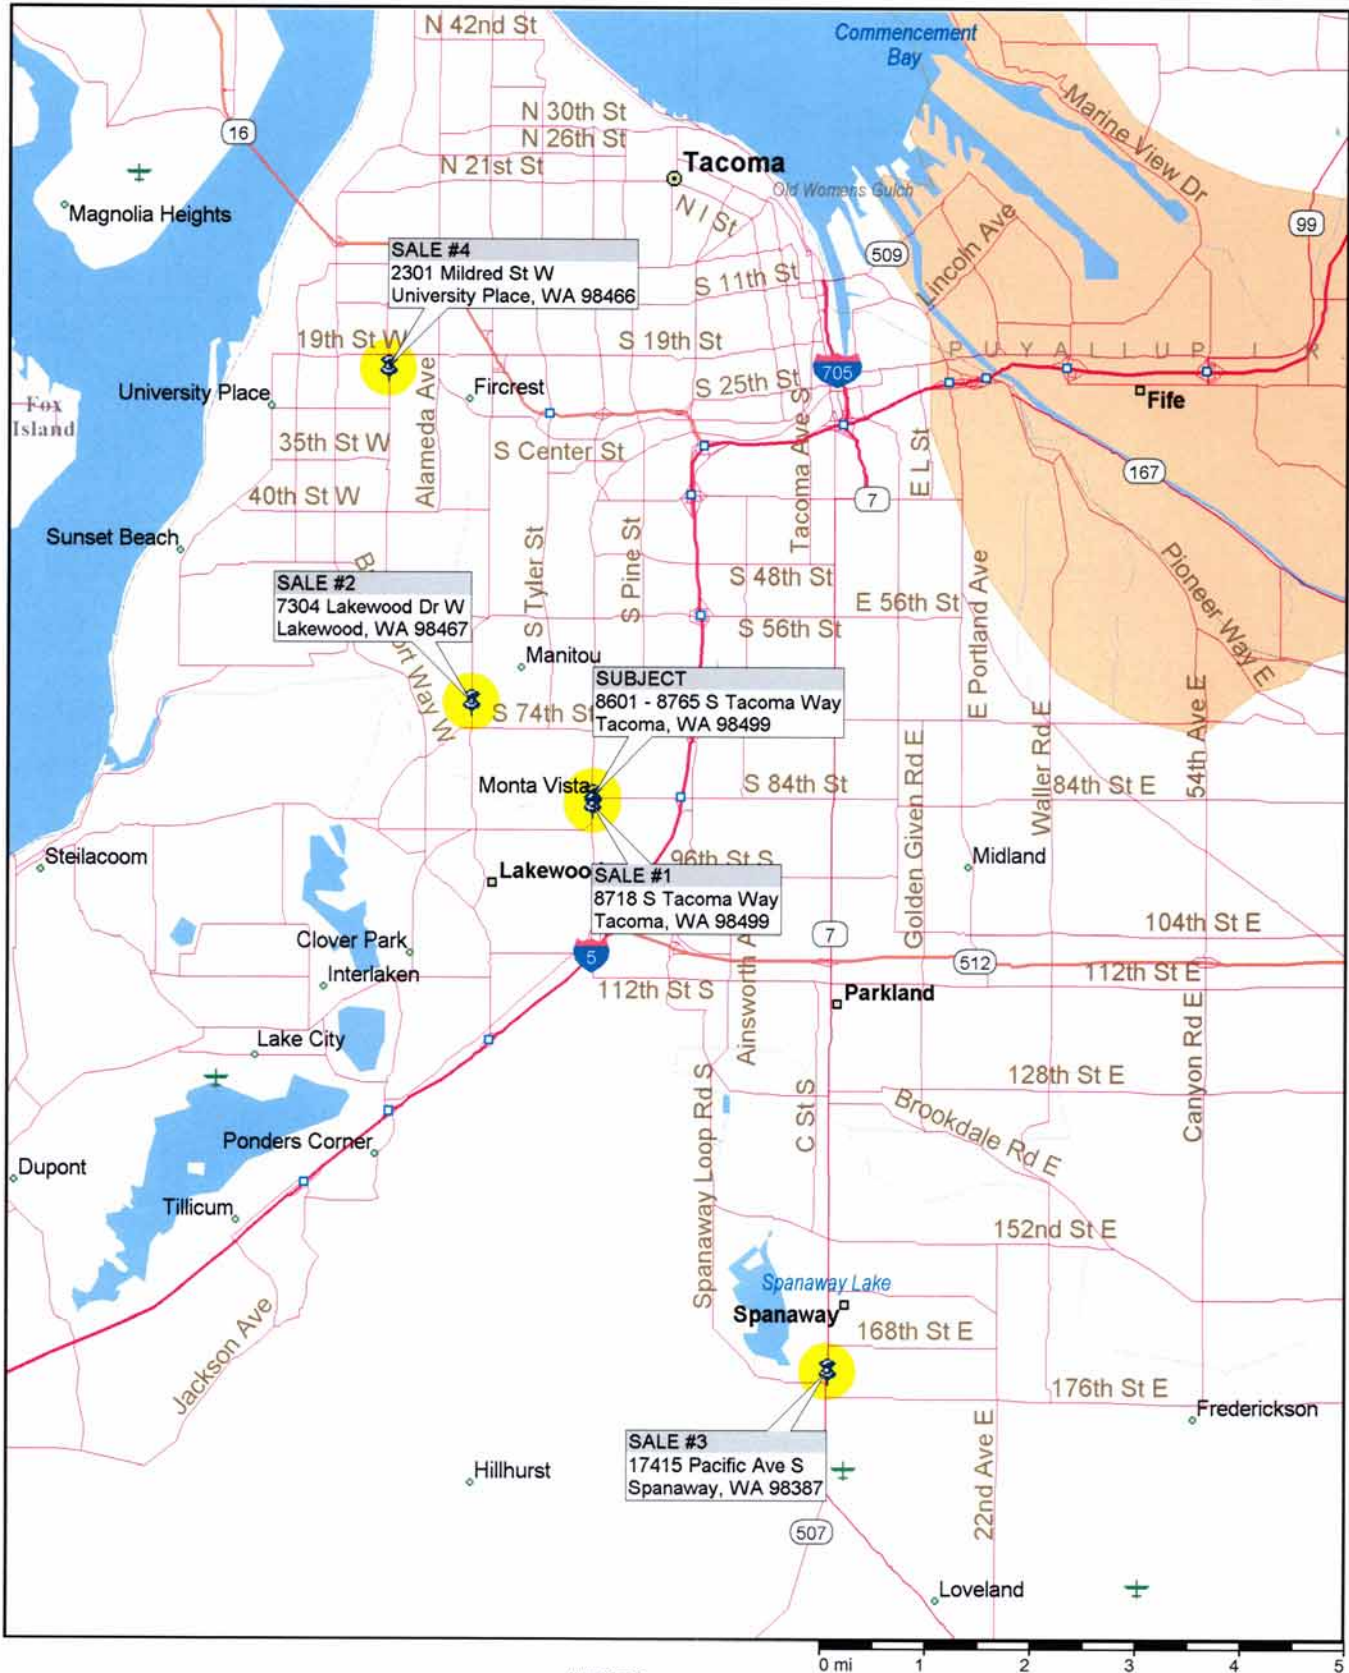 N 42nd St
Commencement
Bay
Marine View Dr
N 30th St
16
N 26th St
N 21st St
Tacoma
Old Womens Gulch
Magnolia Heights
N I St
99
Lincoln Ave
509
SALE #4
2301 Mildred St W
University Place, WA 98466
S 11th St
19th St W
S 19th St
PUYALLUP I. R.
705
S 25th St
University Place
Fircrest
Fox
Island
Alameda Ave
Tacoma Ave S
Fife
35th St W
S Center St
E L St
167
40th St W
7
Sunset Beach
S Tyler St
S Pine St
Pioneer Way E
S 48th St
E Portland Ave
SALE #2
7304 Lakewood Dr W
Lakewood, WA 98467
E 56th St
S 56th St
ort Way W
Manitou
SUBJECT
8601 - 8765 S Tacoma Way
Tacoma, WA 98499
S 74th St
Waller Rd E
54th Ave E
Monta Vista
S 84th St
84th St E
Golden Given Rd E
Steilacoom
96th St S
Midland
Lakewoo
SALE #1
8718 S Tacoma Way
Tacoma, WA 98499
104th St E
Clover Park
7
5
512
Interlaken
112th St E
112th St S
Ainsworth A
Parkland
Canyon Rd E
Lake City
128th St E
Spanaway Loop Rd S
C St S
Brookdale Rd E
Ponders Corner
Dupont
Tillicum
152nd St E
Spanaway Lake
Spanaway
168th St E
Jackson Ave
176th St E
Frederickson
SALE #3
17415 Pacific Ave S
Spanaway, WA 98387
22nd Ave E
Hillhurst
507
Loveland
0 mi 1 2 3 4 5